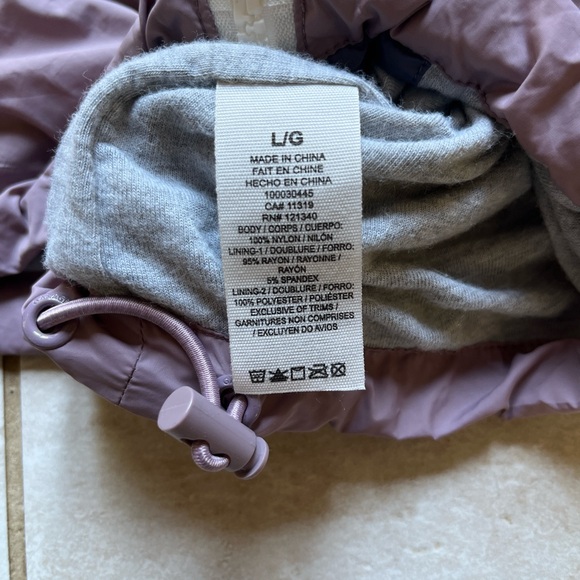 L/G
MADE IN CHINA
FAIT EN CHINE
HECHO EN CHINA
100030445
CA# 11319
RN# 121340
BODY / CORPS / CUERPO:
100% NYLON / NILÓN
LINING-1 / DOUBLURE / FORRO:
95% RAYON / RAYONNE /
RAYÓN
5% SPANDEX
LINING-2 / DOUBLURE / FORRO:
100% POLYESTER / POLIÉSTER
EXCLUSIVE OF TRIMS /
GARNITURES NON COMPRISES
/ EXCLUYEN DO AVIOS